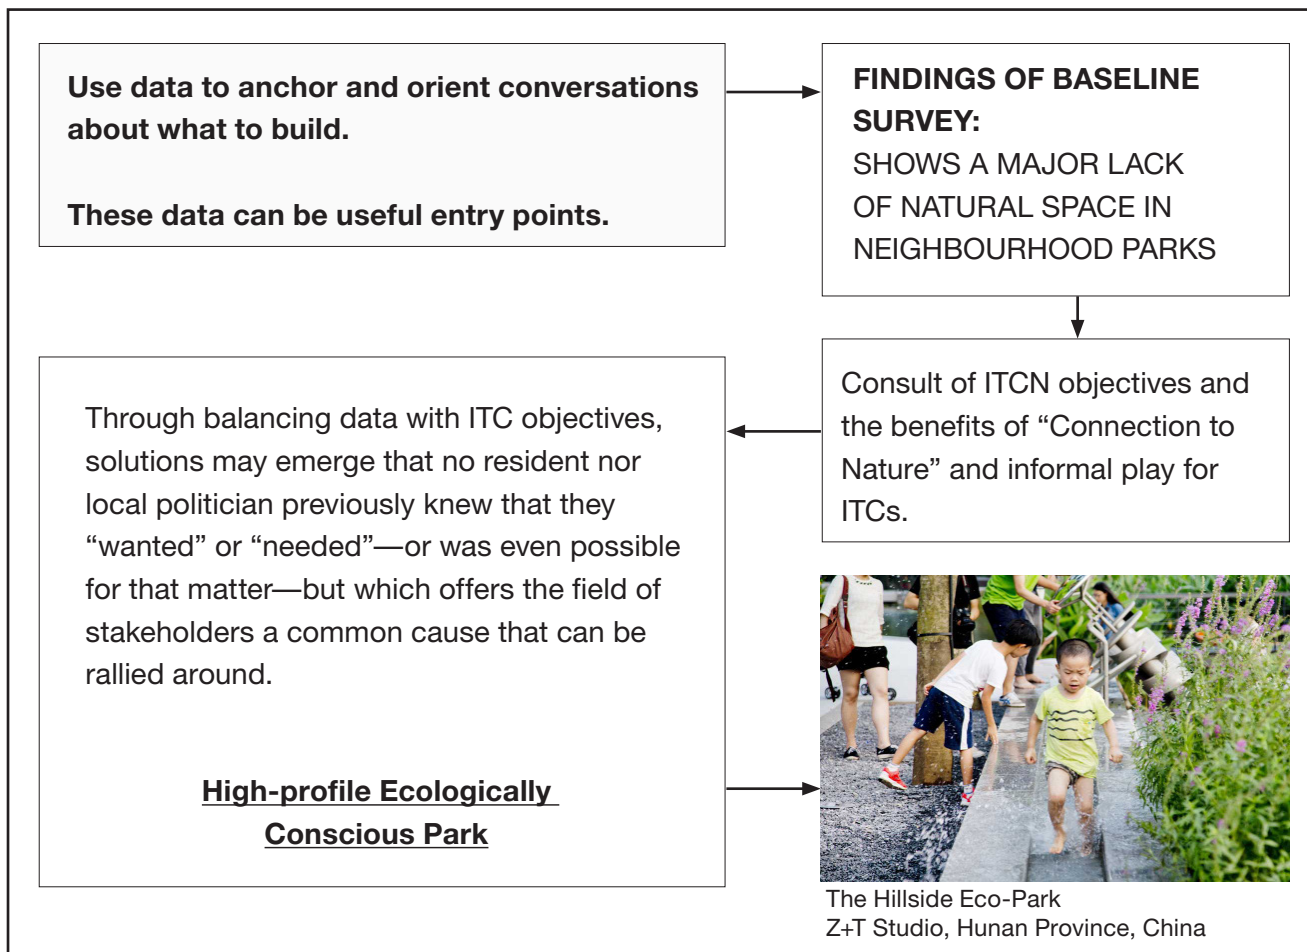 Use data to anchor and orient conversations
about what to build.
These data can be useful entry points.
FINDINGS OF BASELINE
SURVEY:
SHOWS A MAJOR LACK
OF NATURAL SPACE IN
NEIGHBOURHOOD PARKS
Consult of ITCN objectives and
the benefits of “Connection to
Nature” and informal play for
ITCs.
Through balancing data with ITC objectives,
solutions may emerge that no resident nor
local politician previously knew that they
“wanted” or “needed”—or was even possible
for that matter—but which offers the field of
stakeholders a common cause that can be
rallied around.
High-profile Ecologically
Conscious Park
The Hillside Eco-Park
Z+T Studio, Hunan Province, China